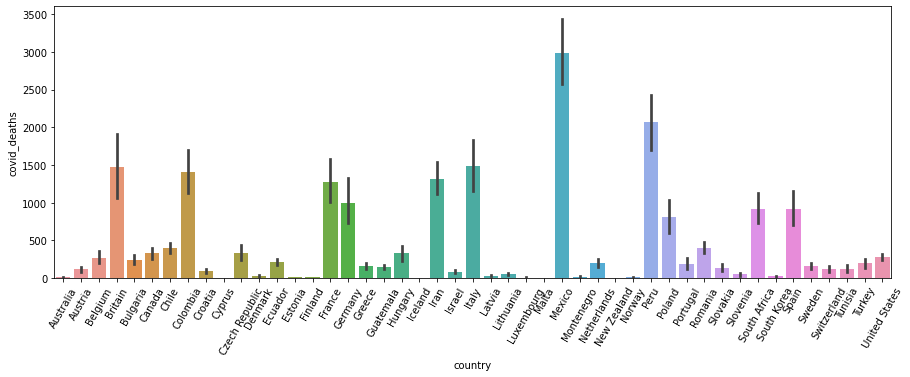 3500
3000
2500
2000
1500
1000
500
0
covid_deaths
Australia
Austria
Belgium
Britain
Bulgaria
Canada
Chile
Colombia
Croatia
Cyprus
Czech Republic
Denmark
Ecuador
Estonia
Finland
France
Germany
Greece
Guatemala
Hungary
Iceland
Iran
Israel
Italy
Latvia
Lithuania
Luxembourg
Malta
Mexico
Montenegro
Netherlands
New Zealand
Norway
Peru
Poland
Portugal
Romania
Slovakia
Slovenia
South Africa
South Korea
Spain
Sweden
Switzerland
Tunisia
Turkey
United States
country